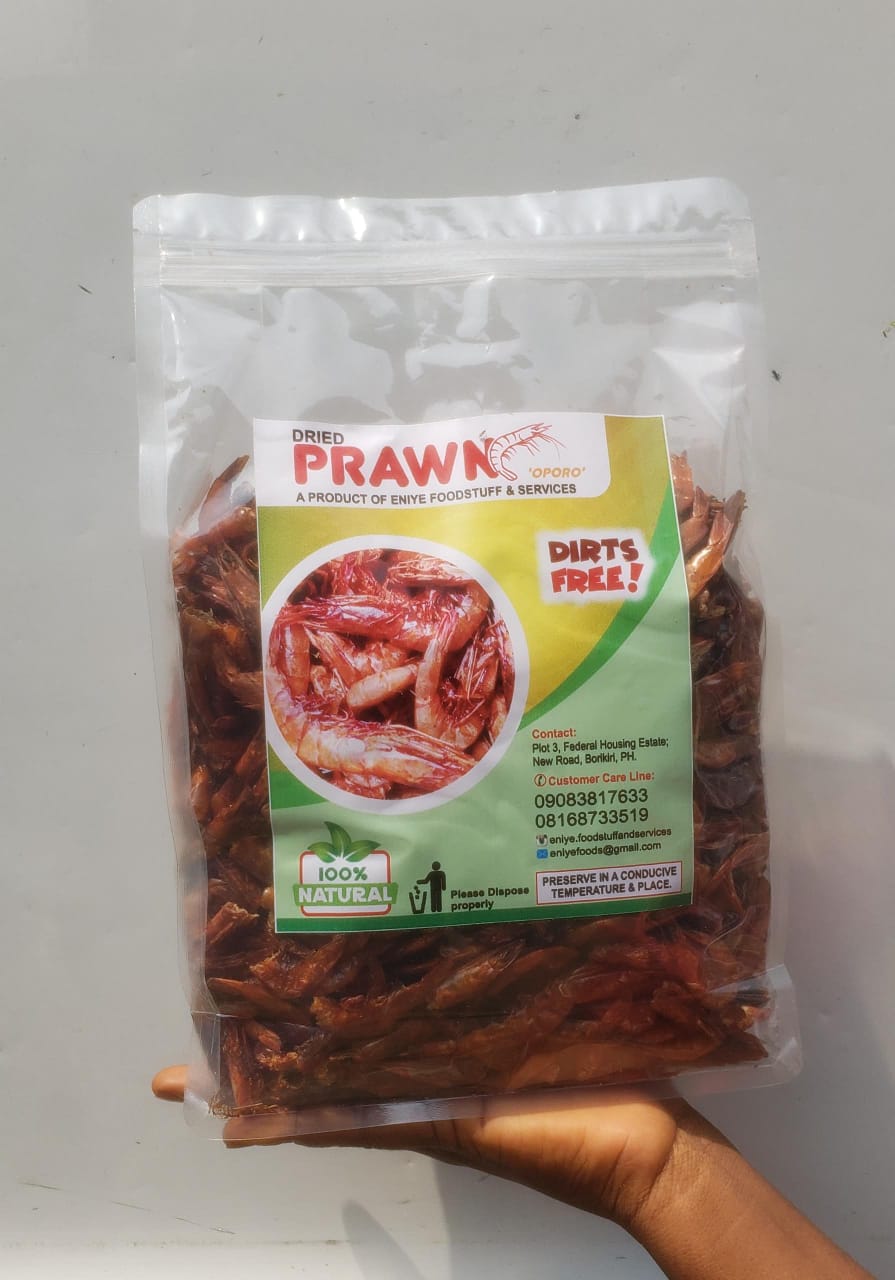 DRIED
PRAWN
'OPORO'
A PRODUCT OF ENIYE FOODSTUFF & SERVICES
DIRTS
FREE!
Contact:
Plot 3, Federal Housing Estate;
New Road, Borikiri, PH.
Customer Care Line:
09083817633
08168733519
eniye.foodstuffandservices
eniyefoods@gmail.com
PRESERVE IN A CONDUCIVE
TEMPERATURE & PLACE.
100%
NATURAL
Please Dispose
properly